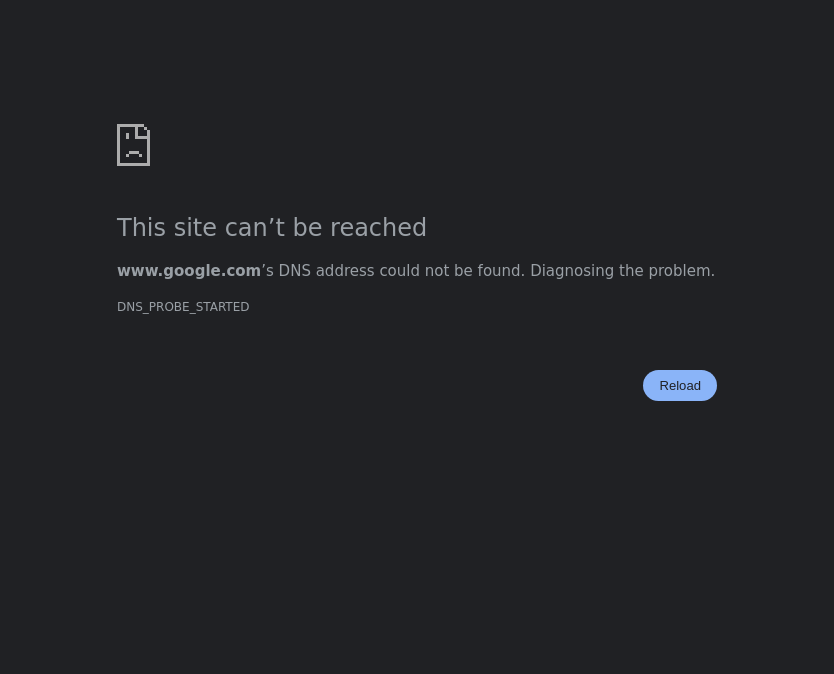 This site can’t be reached
www.google.com’s DNS address could not be found. Diagnosing the problem.
DNS_PROBE_STARTED
Reload